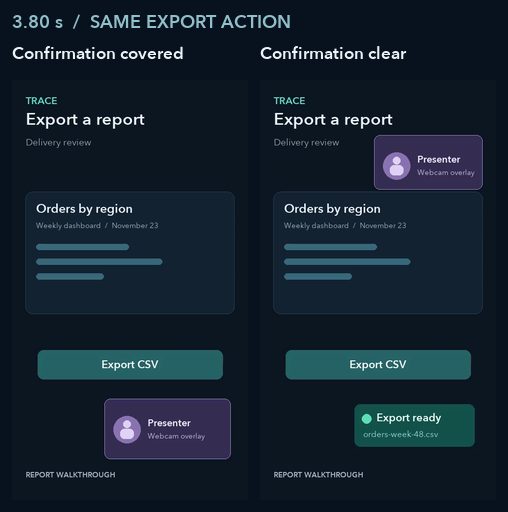 3.80 s / SAME EXPORT ACTION
Confirmation covered
TRACE
Export a report
Delivery review
Orders by region
Weekly dashboard / November 23
Export CSV
Presenter
Webcam overlay
REPORT WALKTHROUGH
Confirmation clear
TRACE
Export a report
Delivery review
Presenter
Webcam overlay
Orders by region
Weekly dashboard / November 23
Export CSV
Export ready
orders-week-48.csv
REPORT WALKTHROUGH